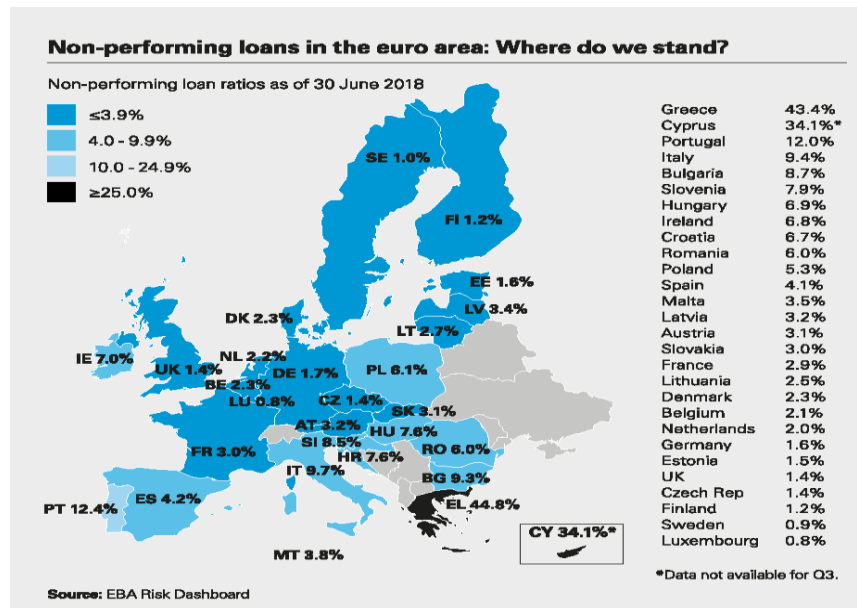 Non-performing loans in the euro area: Where do we stand?
Non-performing loan ratios as of 30 June 2018
≤3.9%
4.0 - 9.9%
10.0 - 24.9%
≥25.0%
SE 1.0%
FI 1.2%
EE 1.6%
LV 3.4%
DK 2.3%
LT 2.7%
IE 7.0%
NL 2.2%
UK 1.4%
DE 1.7%
PL 6.1%
BE 2.3%
LU 0.8%
CZ 1.4%
SK 3.1%
AT 3.2%
HU 7.6%
SI 8.5%
RO 6.0%
FR 3.0%
HR 7.6%
IT 9.7%
BG 9.3%
ES 4.2%
PT 12.4%
EL 44.8%
CY 34.1%*
MT 3.8%
Greece 43.4%
Cyprus 34.1%*
Portugal 12.0%
Italy 9.4%
Bulgaria 8.7%
Slovenia 7.9%
Hungary 6.9%
Ireland 6.8%
Croatia 6.7%
Romania 6.0%
Poland 5.3%
Spain 4.1%
Malta 3.5%
Latvia 3.2%
Austria 3.1%
Slovakia 3.0%
France 2.9%
Lithuania 2.5%
Denmark 2.3%
Belgium 2.1%
Netherlands 2.0%
Germany 1.6%
Estonia 1.5%
UK 1.4%
Czech Rep 1.4%
Finland 1.2%
Sweden 0.9%
Luxembourg 0.8%
*Data not available for Q3.
Source: EBA Risk Dashboard